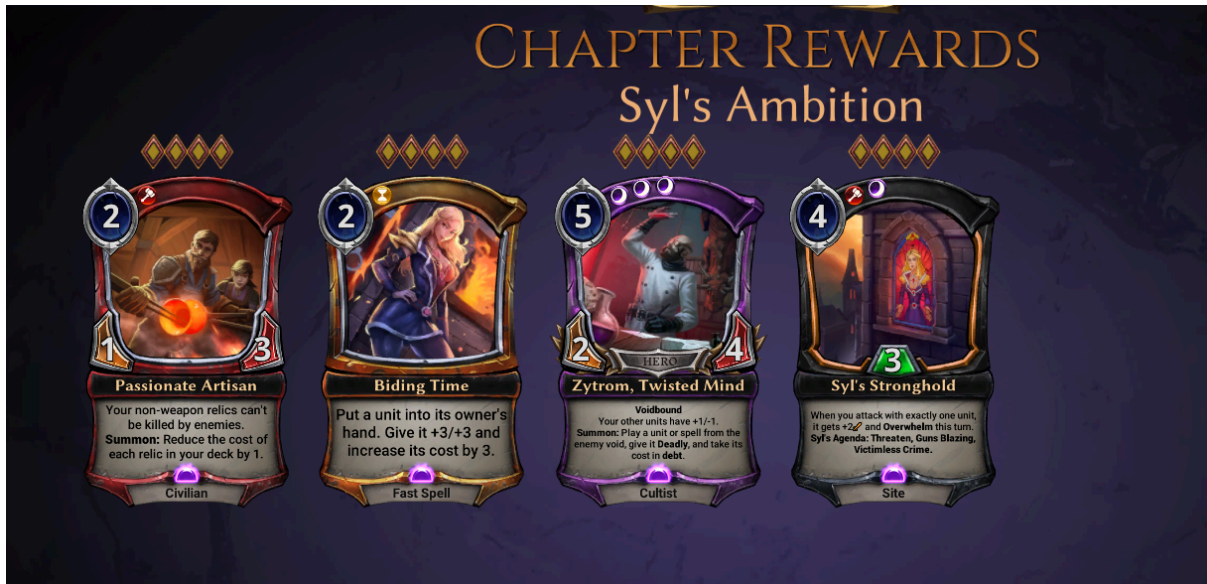 CHAPTER REWARDS
Syl's Ambition
2
1
3
Passionate Artisan
Your non-weapon relics can't
be killed by enemies.
Summon: Reduce the cost of
each relic in your deck by 1.
Civilian
2
Biding Time
Put a unit into its owner's
hand. Give it +3/+3 and
increase its cost by 3.
Fast Spell
5
2
HERO
4
Zytrom, Twisted Mind
Voidbound
Your other units have +1/-1.
Summon: Play a unit or spell from the
enemy void, give it Deadly, and take its
cost in debt.
Cultist
4
3
Syl's Stronghold
When you attack with exactly one unit,
it gets +2 and Overwhelm this turn.
Syl's Agenda: Threaten, Guns Blazing,
Victimless Crime.
Site